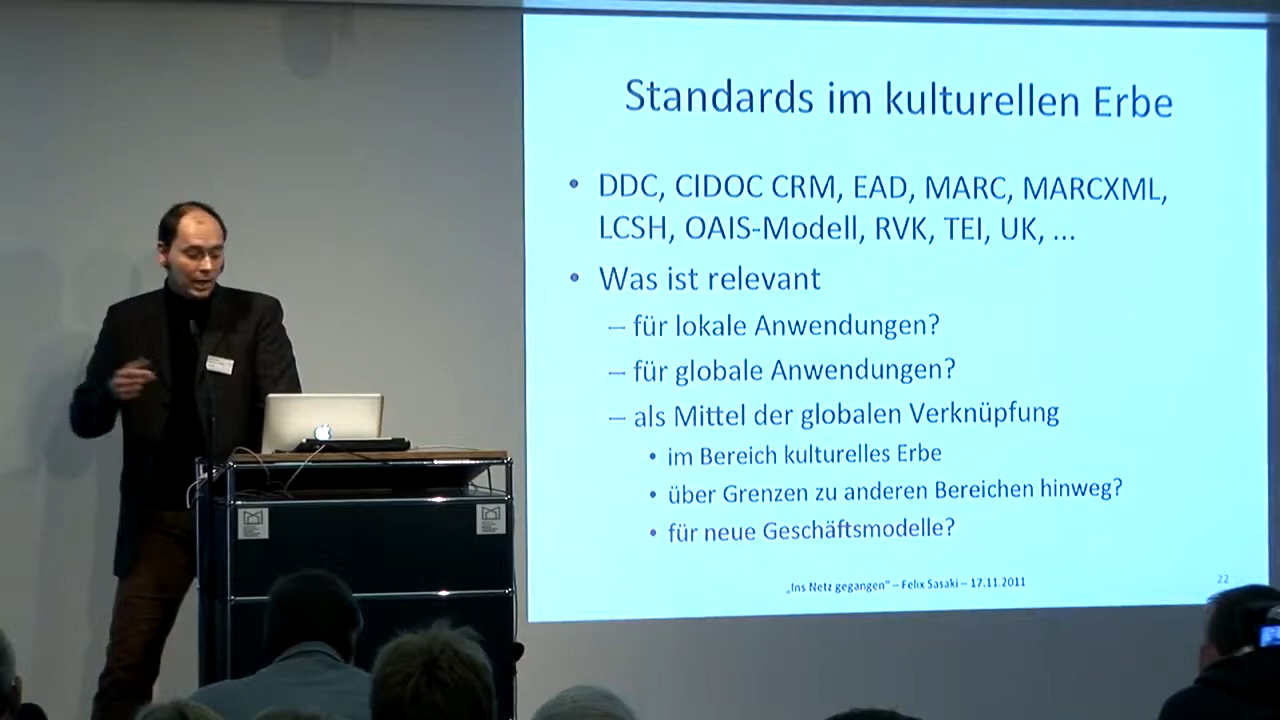 Standards im kulturellen Erbe
• DDC, CIDOC CRM, EAD, MARC, MARCXML,
LCSH, OAIS-Modell, RVK, TEI, UK, ...
• Was ist relevant
– für lokale Anwendungen?
– für globale Anwendungen?
– als Mittel der globalen Verknüpfung
• im Bereich kulturelles Erbe
• über Grenzen zu anderen Bereichen hinweg?
• für neue Geschäftsmodelle?
„Ins Netz gegangen“ – Felix Sasaki – 17.11.2011
22